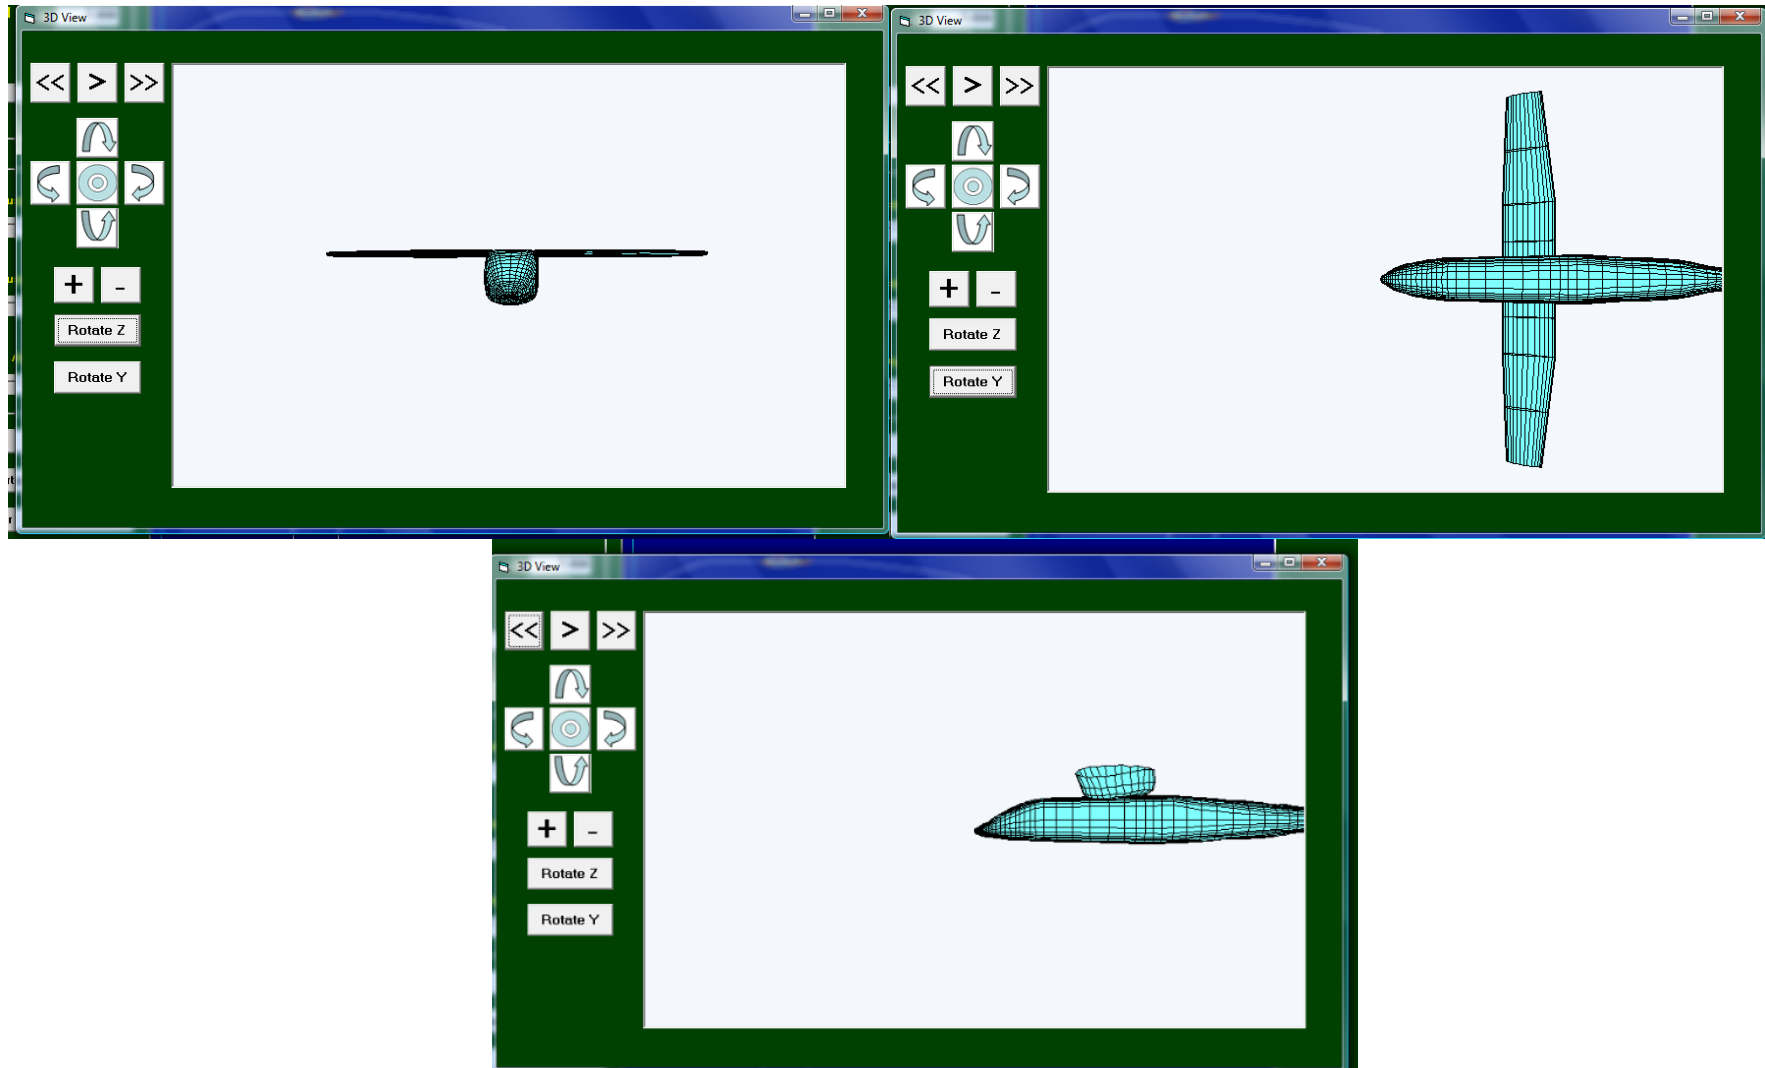 3D View
<< > >>
+ -
Rotate Z
Rotate Y
3D View
<< > >>
+ -
Rotate Z
Rotate Y
3D View
<< > >>
+ -
Rotate Z
Rotate Y